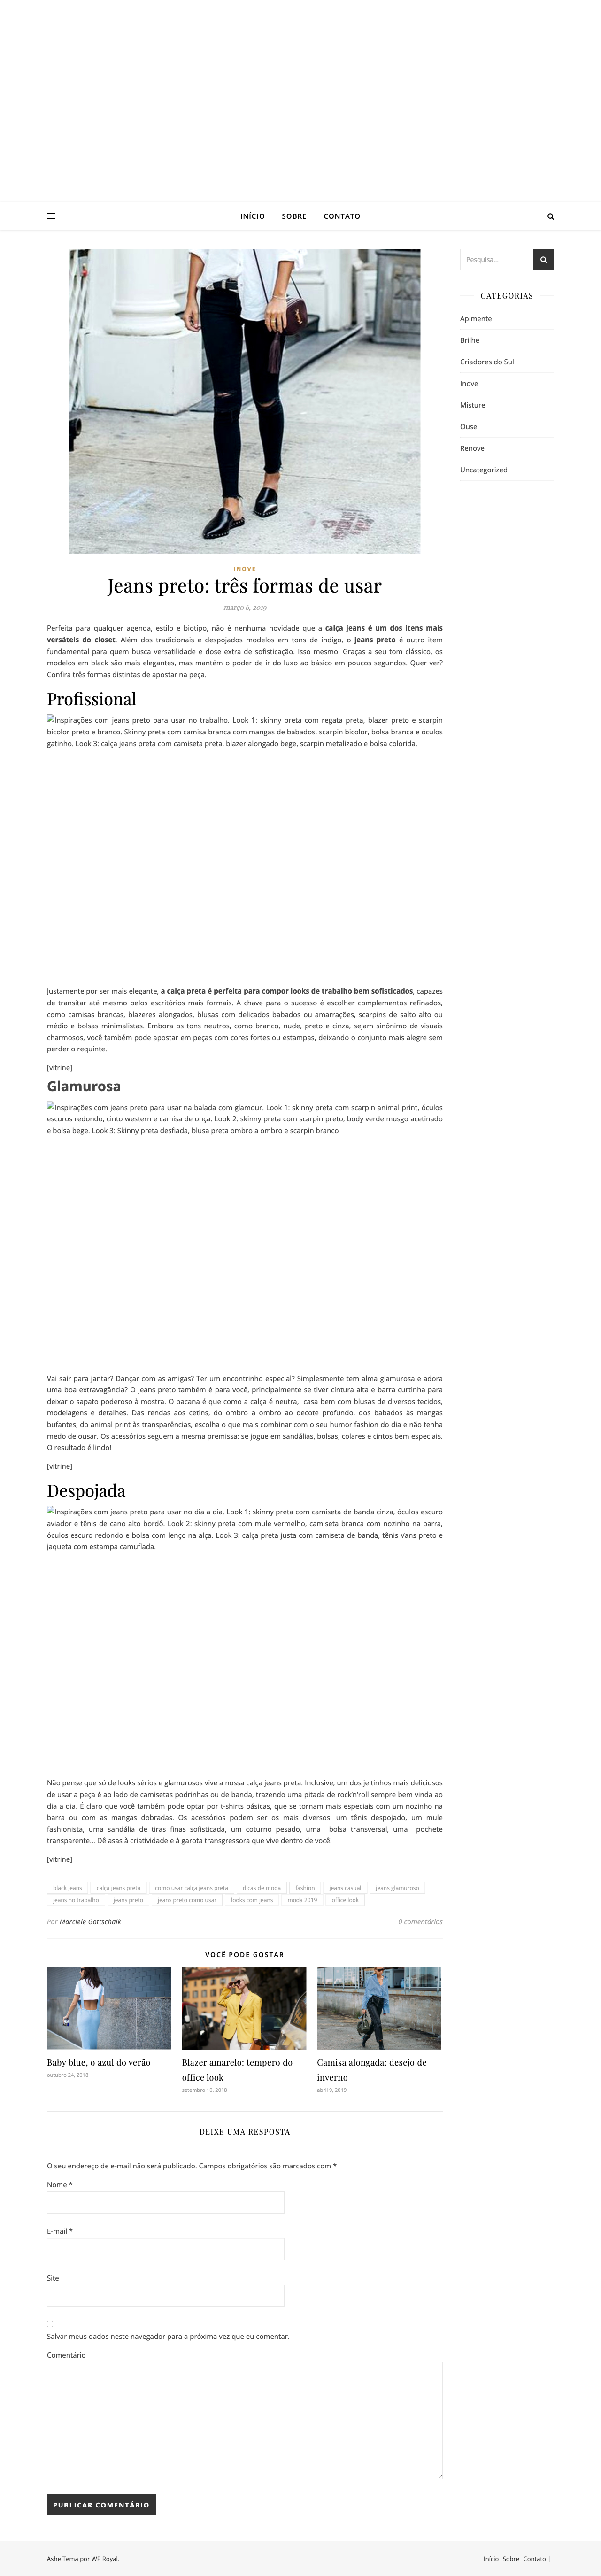 INÍCIO SOBRE CONTATO
INOVE
Jeans preto: três formas de usar
março 6, 2019
Perfeita para qualquer agenda, estilo e biotipo, não é nenhuma novidade que a calça jeans é um dos itens mais
versáteis do closet. Além dos tradicionais e despojados modelos em tons de índigo, o jeans preto é outro item
fundamental para quem busca versatilidade e dose extra de sofisticação. Isso mesmo. Graças a seu tom clássico, os
modelos em black são mais elegantes, mas mantém o poder de ir do luxo ao básico em poucos segundos. Quer ver?
Confira três formas distintas de apostar na peça.
Profissional
Inspirações com jeans preto para usar no trabalho. Look 1: skinny preta com regata preta, blazer preto e scarpin
bicolor preto e branco. Skinny preta com camisa branca com mangas de babados, scarpin bicolor, bolsa branca e óculos
gatinho. Look 3: calça jeans preta com camiseta preta, blazer alongado bege, scarpin metalizado e bolsa colorida.
Justamente por ser mais elegante, a calça preta é perfeita para compor looks de trabalho bem sofisticados, capazes
de transitar até mesmo pelos escritórios mais formais. A chave para o sucesso é escolher complementos refinados,
como camisas brancas, blazeres alongados, blusas com delicados babados ou amarrações, scarpins de salto alto ou
médio e bolsas minimalistas. Embora os tons neutros, como branco, nude, preto e cinza, sejam sinônimo de visuais
charmosos, você também pode apostar em peças com cores fortes ou estampas, deixando o conjunto mais alegre sem
perder o requinte.
[vitrine]
Glamurosa
Inspirações com jeans preto para usar na balada com glamour. Look 1: skinny preta com scarpin animal print, óculos
escuros redondo, cinto western e camisa de onça. Look 2: skinny preta com scarpin preto, body verde musgo acetinado
e bolsa bege. Look 3: Skinny preta desfiada, blusa preta ombro a ombro e scarpin branco
Vai sair para jantar? Dançar com as amigas? Ter um encontrinho especial? Simplesmente tem alma glamurosa e adora
uma boa extravagância? O jeans preto também é para você, principalmente se tiver cintura alta e barra curtinha para
deixar o sapato poderoso à mostra. O bacana é que como a calça é neutra, casa bem com blusas de diversos tecidos,
modelagens e detalhes. Das rendas aos cetins, do ombro a ombro ao decote profundo, dos babados às mangas
bufantes, do animal print às transparências, escolha o que mais combinar com o seu humor fashion do dia e não tenha
medo de ousar. Os acessórios seguem a mesma premissa: se jogue em sandálias, bolsas, colares e cintos bem especiais.
O resultado é lindo!
[vitrine]
Despojada
Inspirações com jeans preto para usar no dia a dia. Look 1: skinny preta com camiseta de banda cinza, óculos escuro
aviador e tênis de cano alto bordô. Look 2: skinny preta com mule vermelho, camiseta branca com nozinho na barra,
óculos escuro redondo e bolsa com lenço na alça. Look 3: calça preta justa com camiseta de banda, tênis Vans preto e
jaqueta com estampa camuflada.
Não pense que só de looks sérios e glamurosos vive a nossa calça jeans preta. Inclusive, um dos jeitinhos mais deliciosos
de usar a peça é ao lado de camisetas podrinhas ou de banda, trazendo uma pitada de rock'n'roll sempre bem vinda ao
dia a dia. É claro que você também pode optar por t-shirts básicas, que se tornam mais especiais com um nozinho na
barra ou com as mangas dobradas. Os acessórios podem ser os mais diversos: um tênis despojado, um mule
fashionista, uma sandália de tiras finas sofisticada, um coturno pesado, uma bolsa transversal, uma pochete
transparente… Dê asas à criatividade e à garota transgressora que vive dentro de você!
[vitrine]
black jeans calça jeans preta como usar calça jeans preta dicas de moda fashion jeans casual jeans glamuroso
jeans no trabalho jeans preto jeans preto como usar looks com jeans moda 2019 office look
Por Marciele Gottschalk 0 comentários
VOCÊ PODE GOSTAR
Baby blue, o azul do verão
outubro 24, 2018
Blazer amarelo: tempero do
office look
setembro 10, 2018
Camisa alongada: desejo de
inverno
abril 9, 2019
DEIXE UMA RESPOSTA
O seu endereço de e-mail não será publicado. Campos obrigatórios são marcados com *
Nome *
E-mail *
Site
Salvar meus dados neste navegador para a próxima vez que eu comentar.
Comentário
PUBLICAR COMENTÁRIO
Pesquisa...
CATEGORIAS
Apimente
Brilhe
Criadores do Sul
Inove
Misture
Ouse
Renove
Uncategorized
Ashe Tema por WP Royal.
Início Sobre Contato |